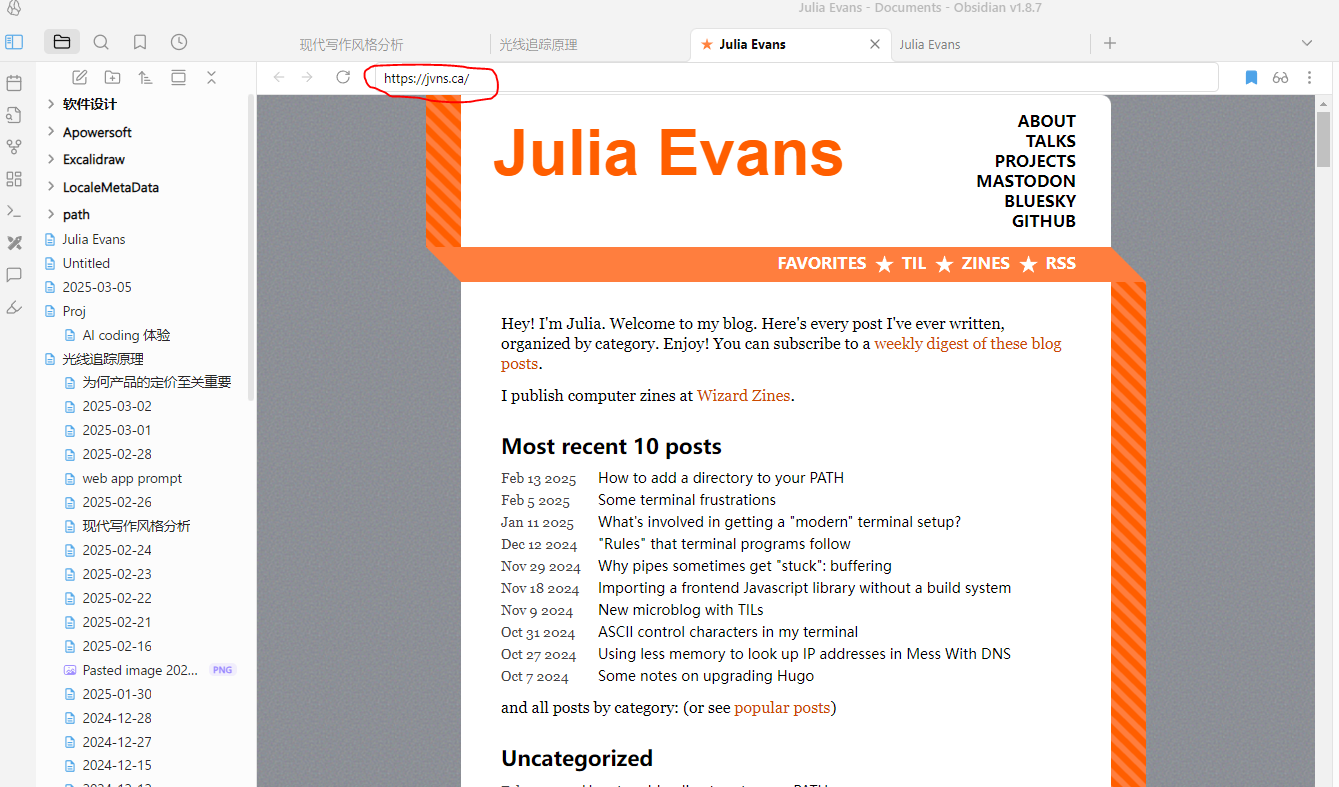 Julia Evans - Documents - Obsidian v1.8.7
现代写作风格分析
光线追踪原理
Julia Evans
Julia Evans
https://jvns.ca/
软件设计
Apowersoft
Excalidraw
LocaleMetaData
path
Julia Evans
Untitled
2025-03-05
Proj
AI coding 体验
光线追踪原理
为何产品的定价至关重要
2025-03-02
2025-03-01
2025-02-28
web app prompt
2025-02-26
现代写作风格分析
2025-02-24
2025-02-23
2025-02-22
2025-02-21
2025-02-16
Pasted image 202... PNG
2025-01-30
2024-12-28
2024-12-27
2024-12-15
Julia Evans
ABOUT
TALKS
PROJECTS
MASTODON
BLUESKY
GITHUB
FAVORITES ★ TIL ★ ZINES ★ RSS
Hey! I'm Julia. Welcome to my blog. Here's every post I've ever written,
organized by category. Enjoy! You can subscribe to a weekly digest of these blog
posts.
I publish computer zines at Wizard Zines.
Most recent 10 posts
Feb 13 2025 How to add a directory to your PATH
Feb 5 2025 Some terminal frustrations
Jan 11 2025 What's involved in getting a "modern" terminal setup?
Dec 12 2024 "Rules" that terminal programs follow
Nov 29 2024 Why pipes sometimes get "stuck": buffering
Nov 18 2024 Importing a frontend Javascript library without a build system
Nov 9 2024 New microblog with TILs
Oct 31 2024 ASCII control characters in my terminal
Oct 27 2024 Using less memory to look up IP addresses in Mess With DNS
Oct 7 2024 Some notes on upgrading Hugo
and all posts by category: (or see popular posts)
Uncategorized